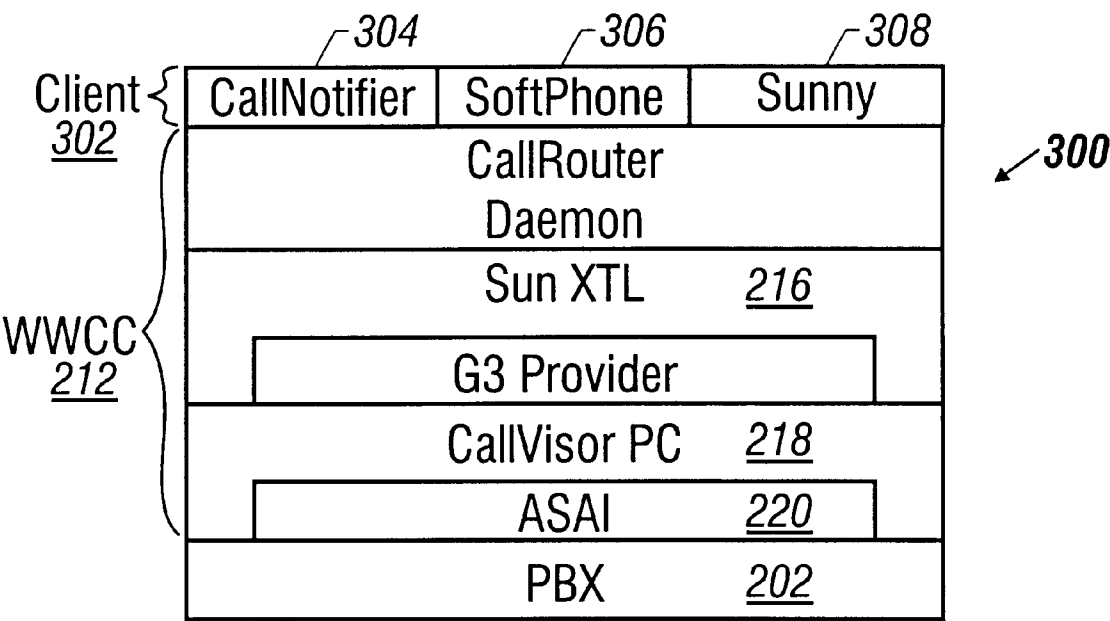 304 306 308
Client CallNotifier SoftPhone Sunny
302
CallRouter
300
Daemon
Sun XTL 216
WWCC
212
G3 Provider
CallVisor PC 218
ASAI 220
PBX 202